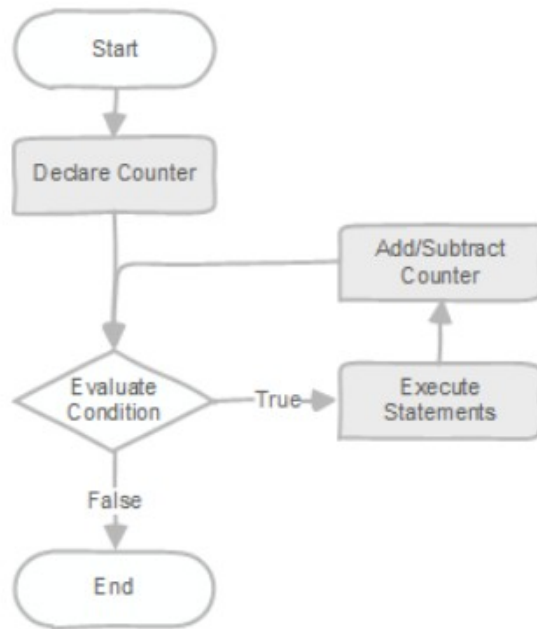 Start
Declare Counter
Add/Subtract
Counter
Evaluate
Condition
True
Execute
Statements
False
End